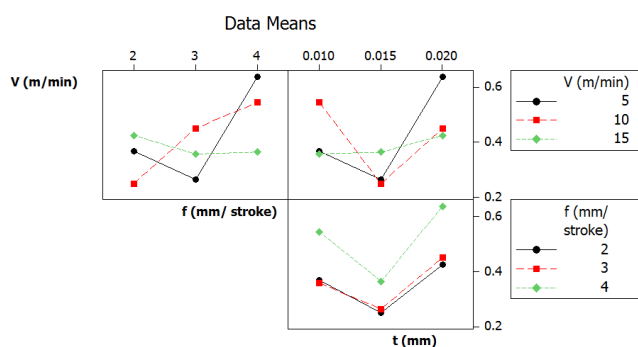 Data Means
2 3 4 0.010 0.015 0.020
V (m/min)
0.6
0.4
0.2
V (m/min)
5
10
15
f (mm/ stroke)
0.6
0.4
0.2
f (mm/
stroke)
2
3
4
t (mm)